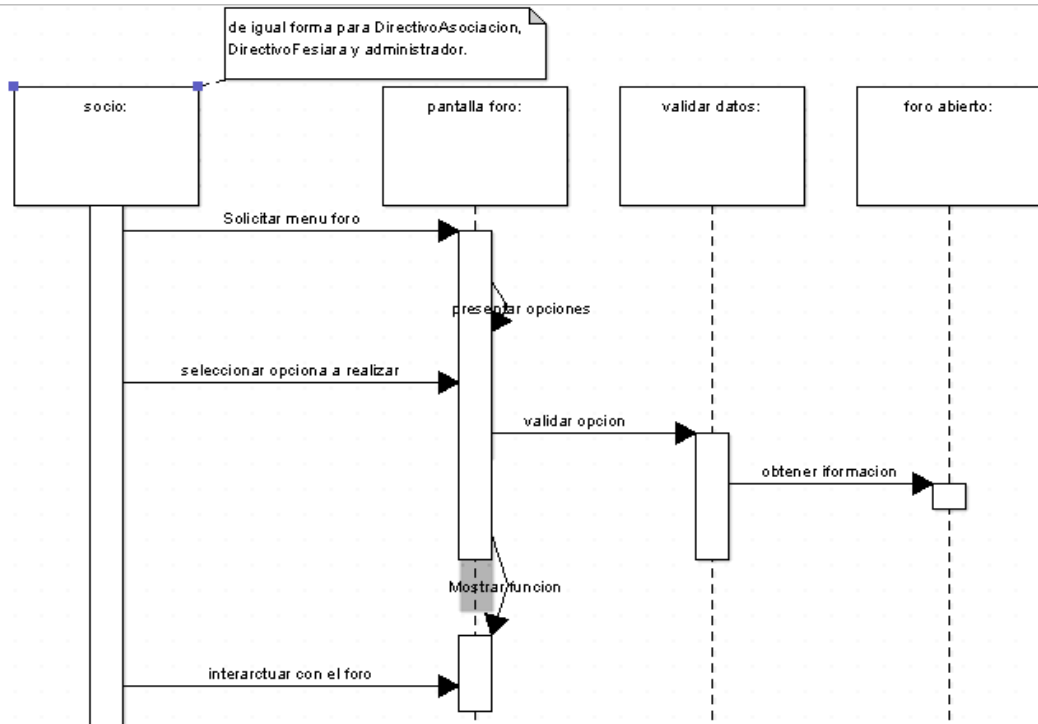 de igual forma para DirectivoAsociacion,
DirectivoFesiara y administrador.
socio:
pantalla foro:
validar datos:
foro abierto:
Solicitar menu foro
presentar opciones
seleccionar opciona a realizar
validar opcion
obtener iformacion
Mostrar funcion
interarctuar con el foro